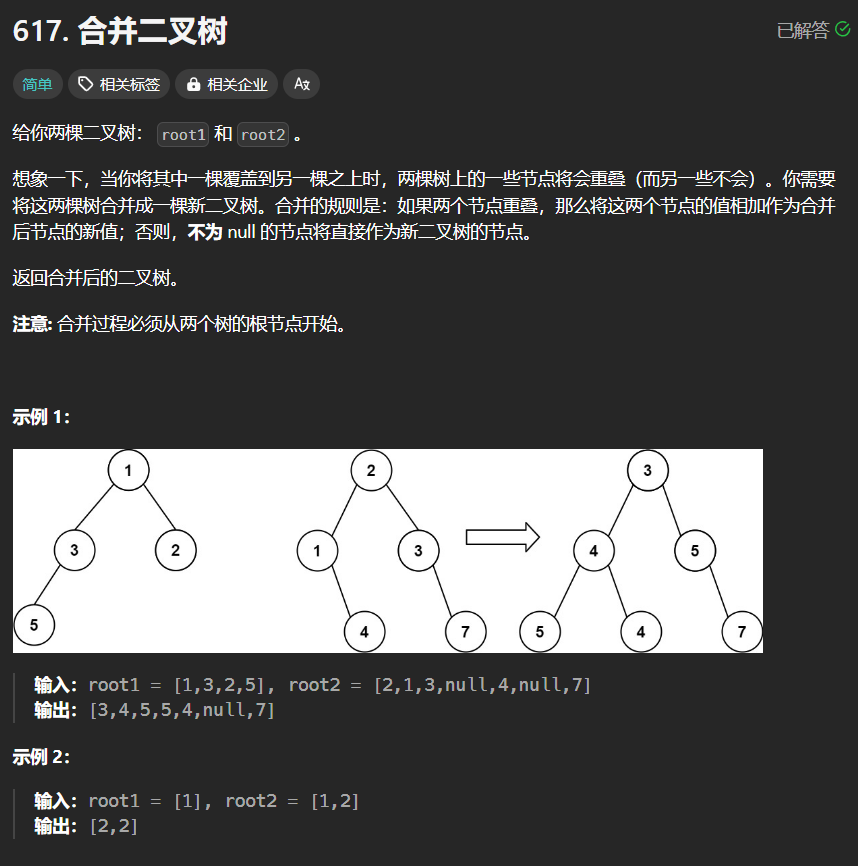 617. 合并二叉树
已解答
简单 相关标签 相关企业 Aあ
给你两棵二叉树： root1 和 root2 。
想象一下，当你将其中一棵覆盖到另一棵之上时，两棵树上的一些节点将会重叠（而另一些不会）。你需要
将这两棵树合并成一棵新二叉树。合并的规则是：如果两个节点重叠，那么将这两个节点的值相加作为合并
后节点的新值；否则，不为 null 的节点将直接作为新二叉树的节点。
返回合并后的二叉树。
注意: 合并过程必须从两个树的根节点开始。
示例 1：
1 2 3
3 2 1 3 4 5
5 4 7 5 4 7
输入：root1 = [1,3,2,5], root2 = [2,1,3,null,4,null,7]
输出：[3,4,5,5,4,null,7]
示例 2：
输入：root1 = [1], root2 = [1,2]
输出：[2,2]